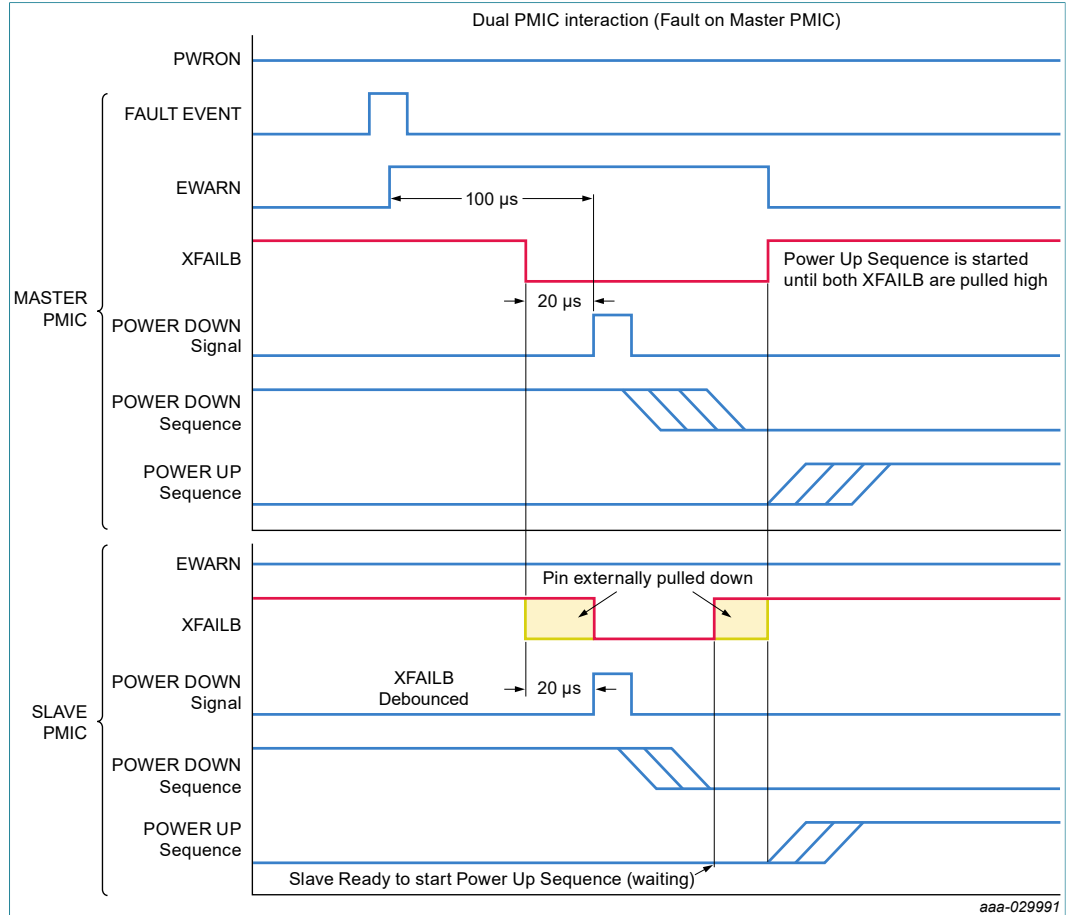 Dual PMIC interaction (Fault on Master PMIC)
PWRON
FAULT EVENT
EWARN
100 µs
XFAILB
Power Up Sequence is started
until both XFAILB are pulled high
MASTER
PMIC
20 µs
POWER DOWN
Signal
POWER DOWN
Sequence
POWER UP
Sequence
EWARN
Pin externally pulled down
XFAILB
POWER DOWN
Signal
XFAILB
Debounced
20 µs
SLAVE
PMIC
POWER DOWN
Sequence
POWER UP
Sequence
Slave Ready to start Power Up Sequence (waiting)
aaa-029991